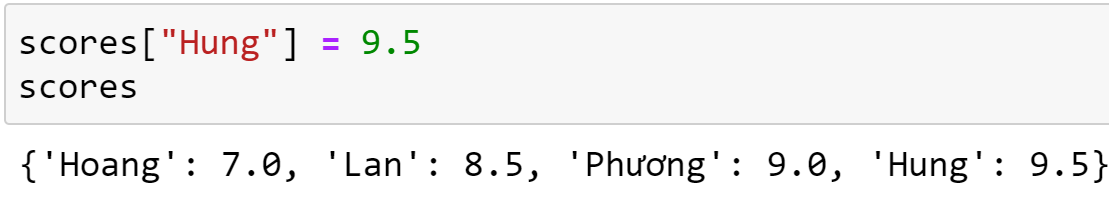 scores["Hung"] = 9.5
scores
{'Hoang': 7.0, 'Lan': 8.5, 'Phương': 9.0, 'Hung': 9.5}